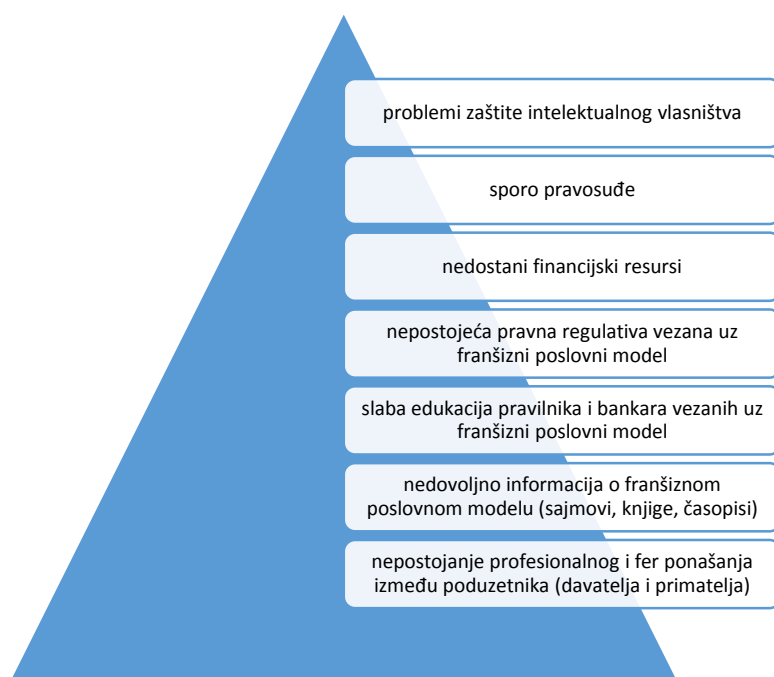 problemi zaštite intelektualnog vlasništva
sporo pravosuđe
nedostani financijski resursi
nepostojeća pravna regulativa vezana uz
franšizni poslovni model
slaba edukacija pravilnika i bankara vezanih uz
franšizni poslovni model
nedovoljno informacija o franšiznom
poslovnom modelu (sajmovi, knjige, časopisi)
nepostojanje profesionalnog i fer ponašanja
između poduzetnika (davatelja i primatelja)